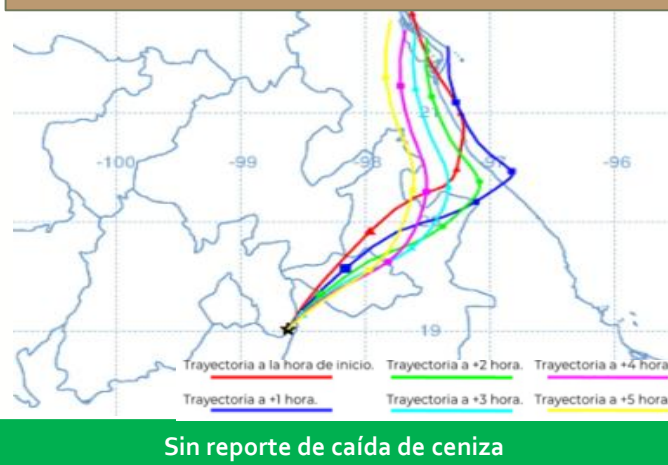 21
-100 -99 -98 -97 -96
19
Trayectoria a la hora de inicio. Trayectoria a +2 hora. Trayectoria a +4 hora
Trayectoria a +1 hora. Trayectoria a +3 hora. Trayectoria a +5 hora
Sin reporte de caída de ceniza